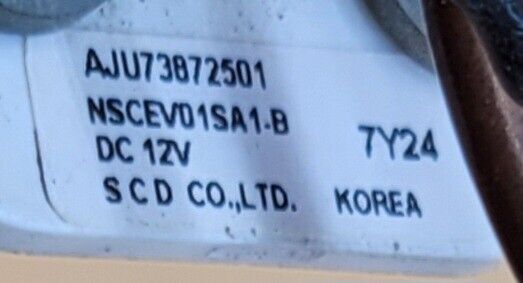 AJU73872501
NSCEV01SA1-B
DC 12V 7Y24
S C D CO.,LTD. KOREA